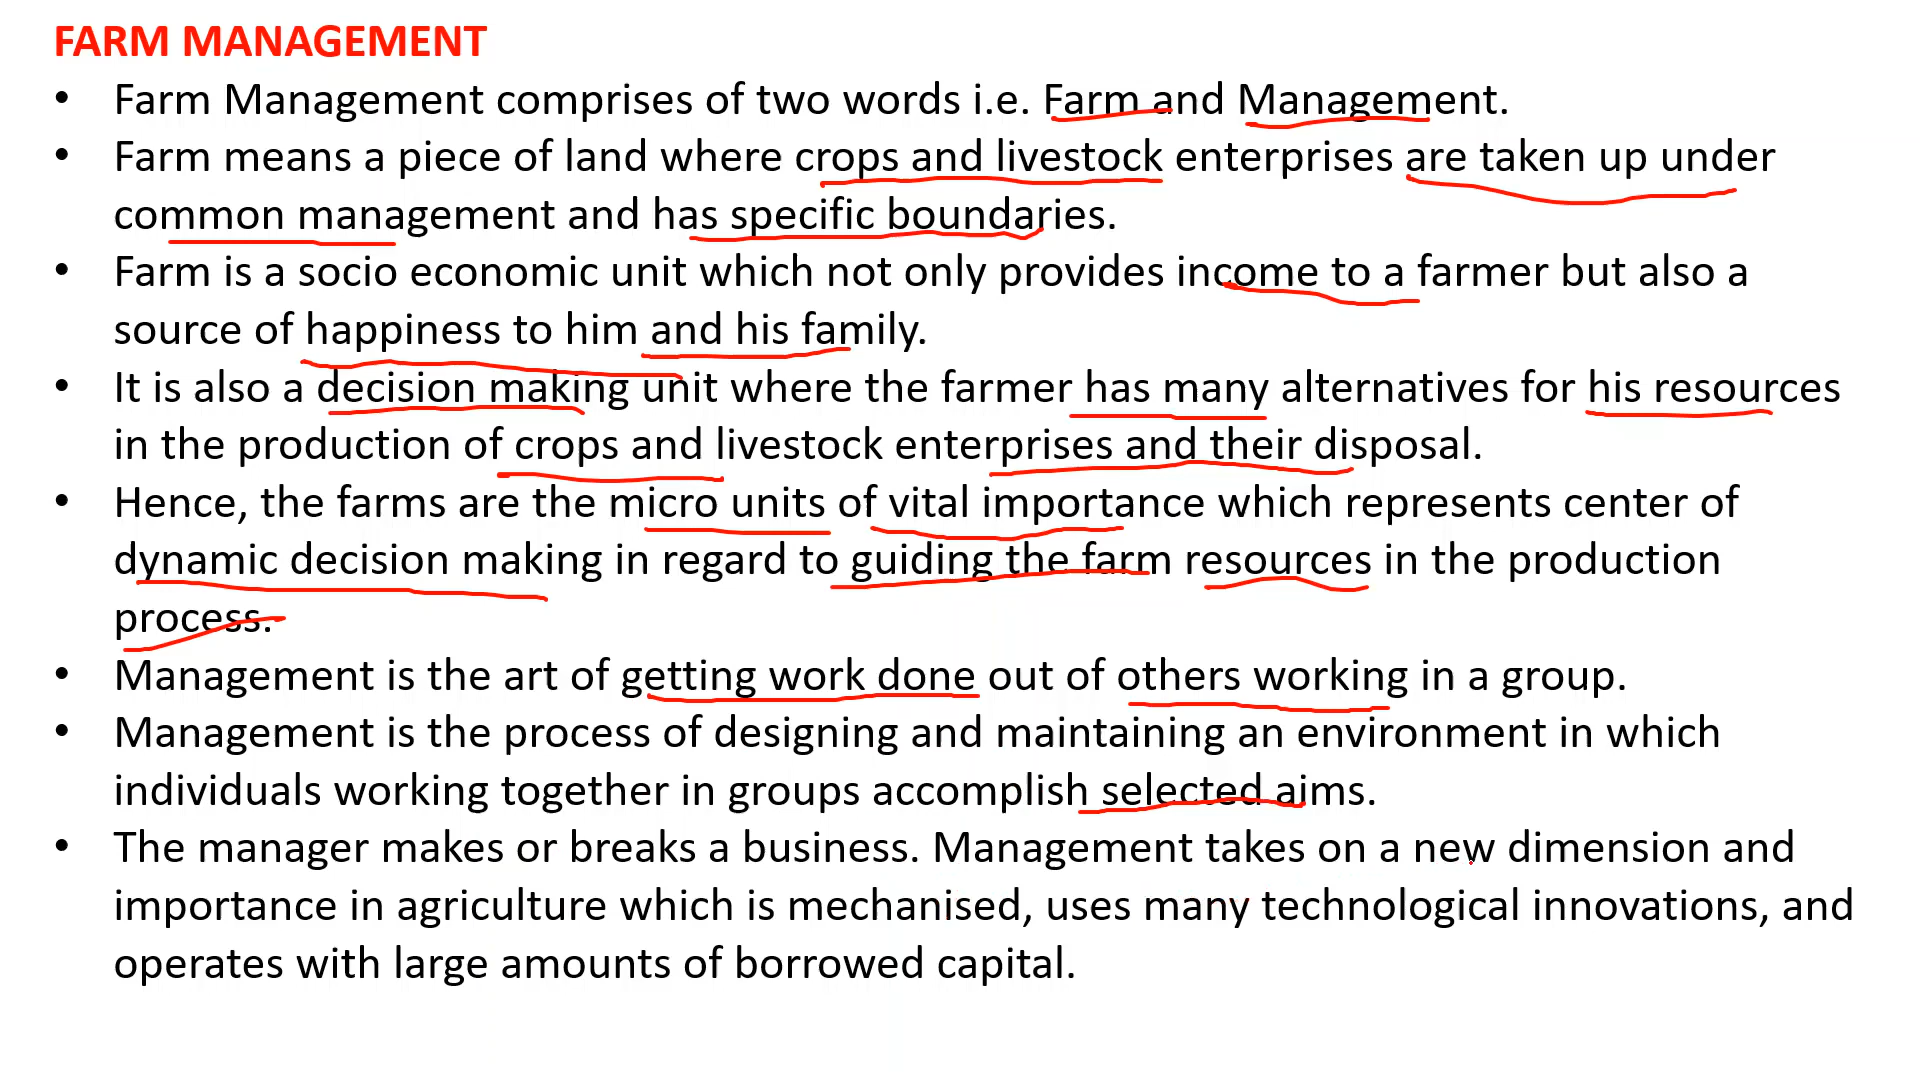 FARM MANAGEMENT
• Farm Management comprises of two words i.e. Farm and Management.
• Farm means a piece of land where crops and livestock enterprises are taken up under
common management and has specific boundaries.
• Farm is a socio economic unit which not only provides income to a farmer but also a
source of happiness to him and his family.
• It is also a decision making unit where the farmer has many alternatives for his resources
in the production of crops and livestock enterprises and their disposal.
• Hence, the farms are the micro units of vital importance which represents center of
dynamic decision making in regard to guiding the farm resources in the production
process.
• Management is the art of getting work done out of others working in a group.
• Management is the process of designing and maintaining an environment in which
individuals working together in groups accomplish selected aims.
• The manager makes or breaks a business. Management takes on a new dimension and
importance in agriculture which is mechanised, uses many technological innovations, and
operates with large amounts of borrowed capital.